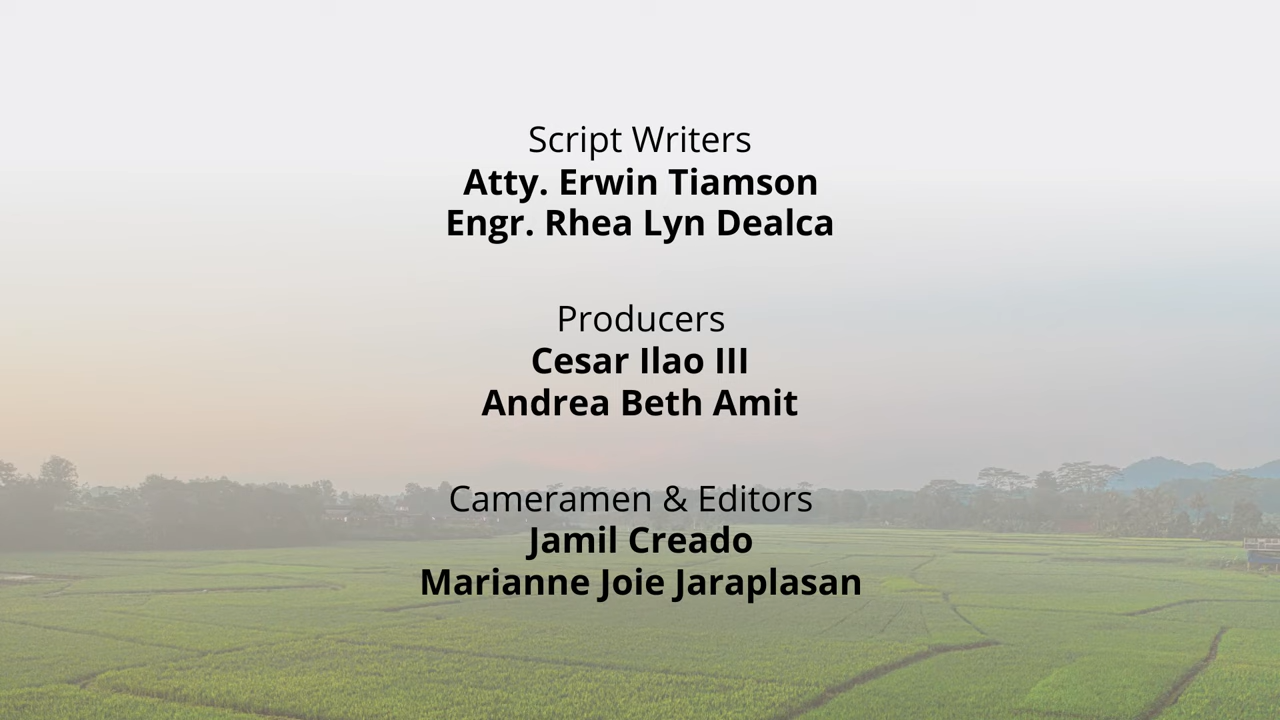 Script Writers
Atty. Erwin Tiamson
Engr. Rhea Lyn Dealca
Producers
Cesar Ilao III
Andrea Beth Amit
Cameramen & Editors
Jamil Creado
Marianne Joie Jaraplasan